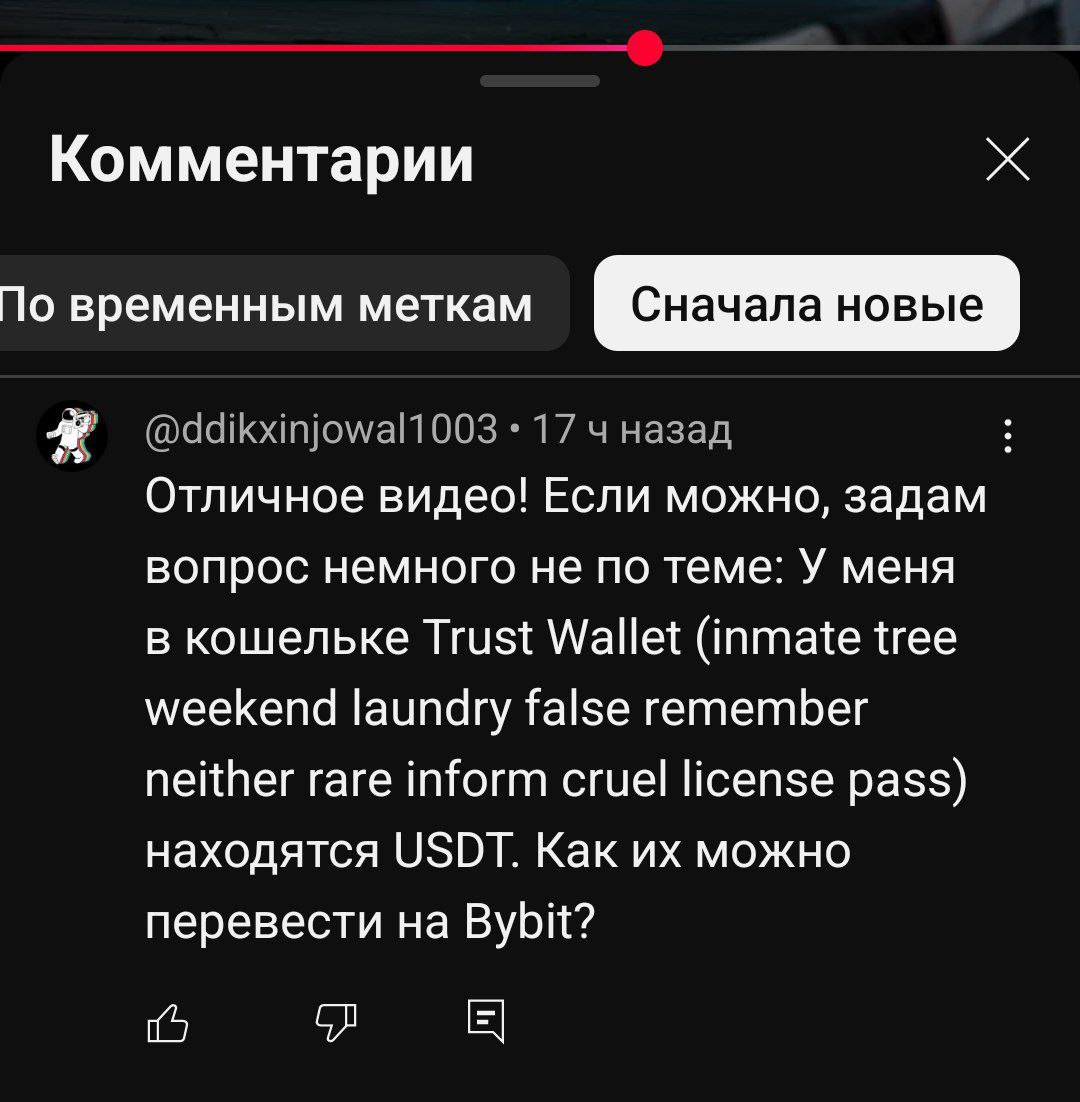 Комментарии
По временным меткам
Сначала новые
@ddikxinjowal1003 • 17 ч назад
Отличное видео! Если можно, задам
вопрос немного не по теме: У меня
в кошельке Trust Wallet (inmate tree
weekend laundry false remember
neither rare inform cruel license pass)
находятся USDT. Как их можно
перевести на Bybit?